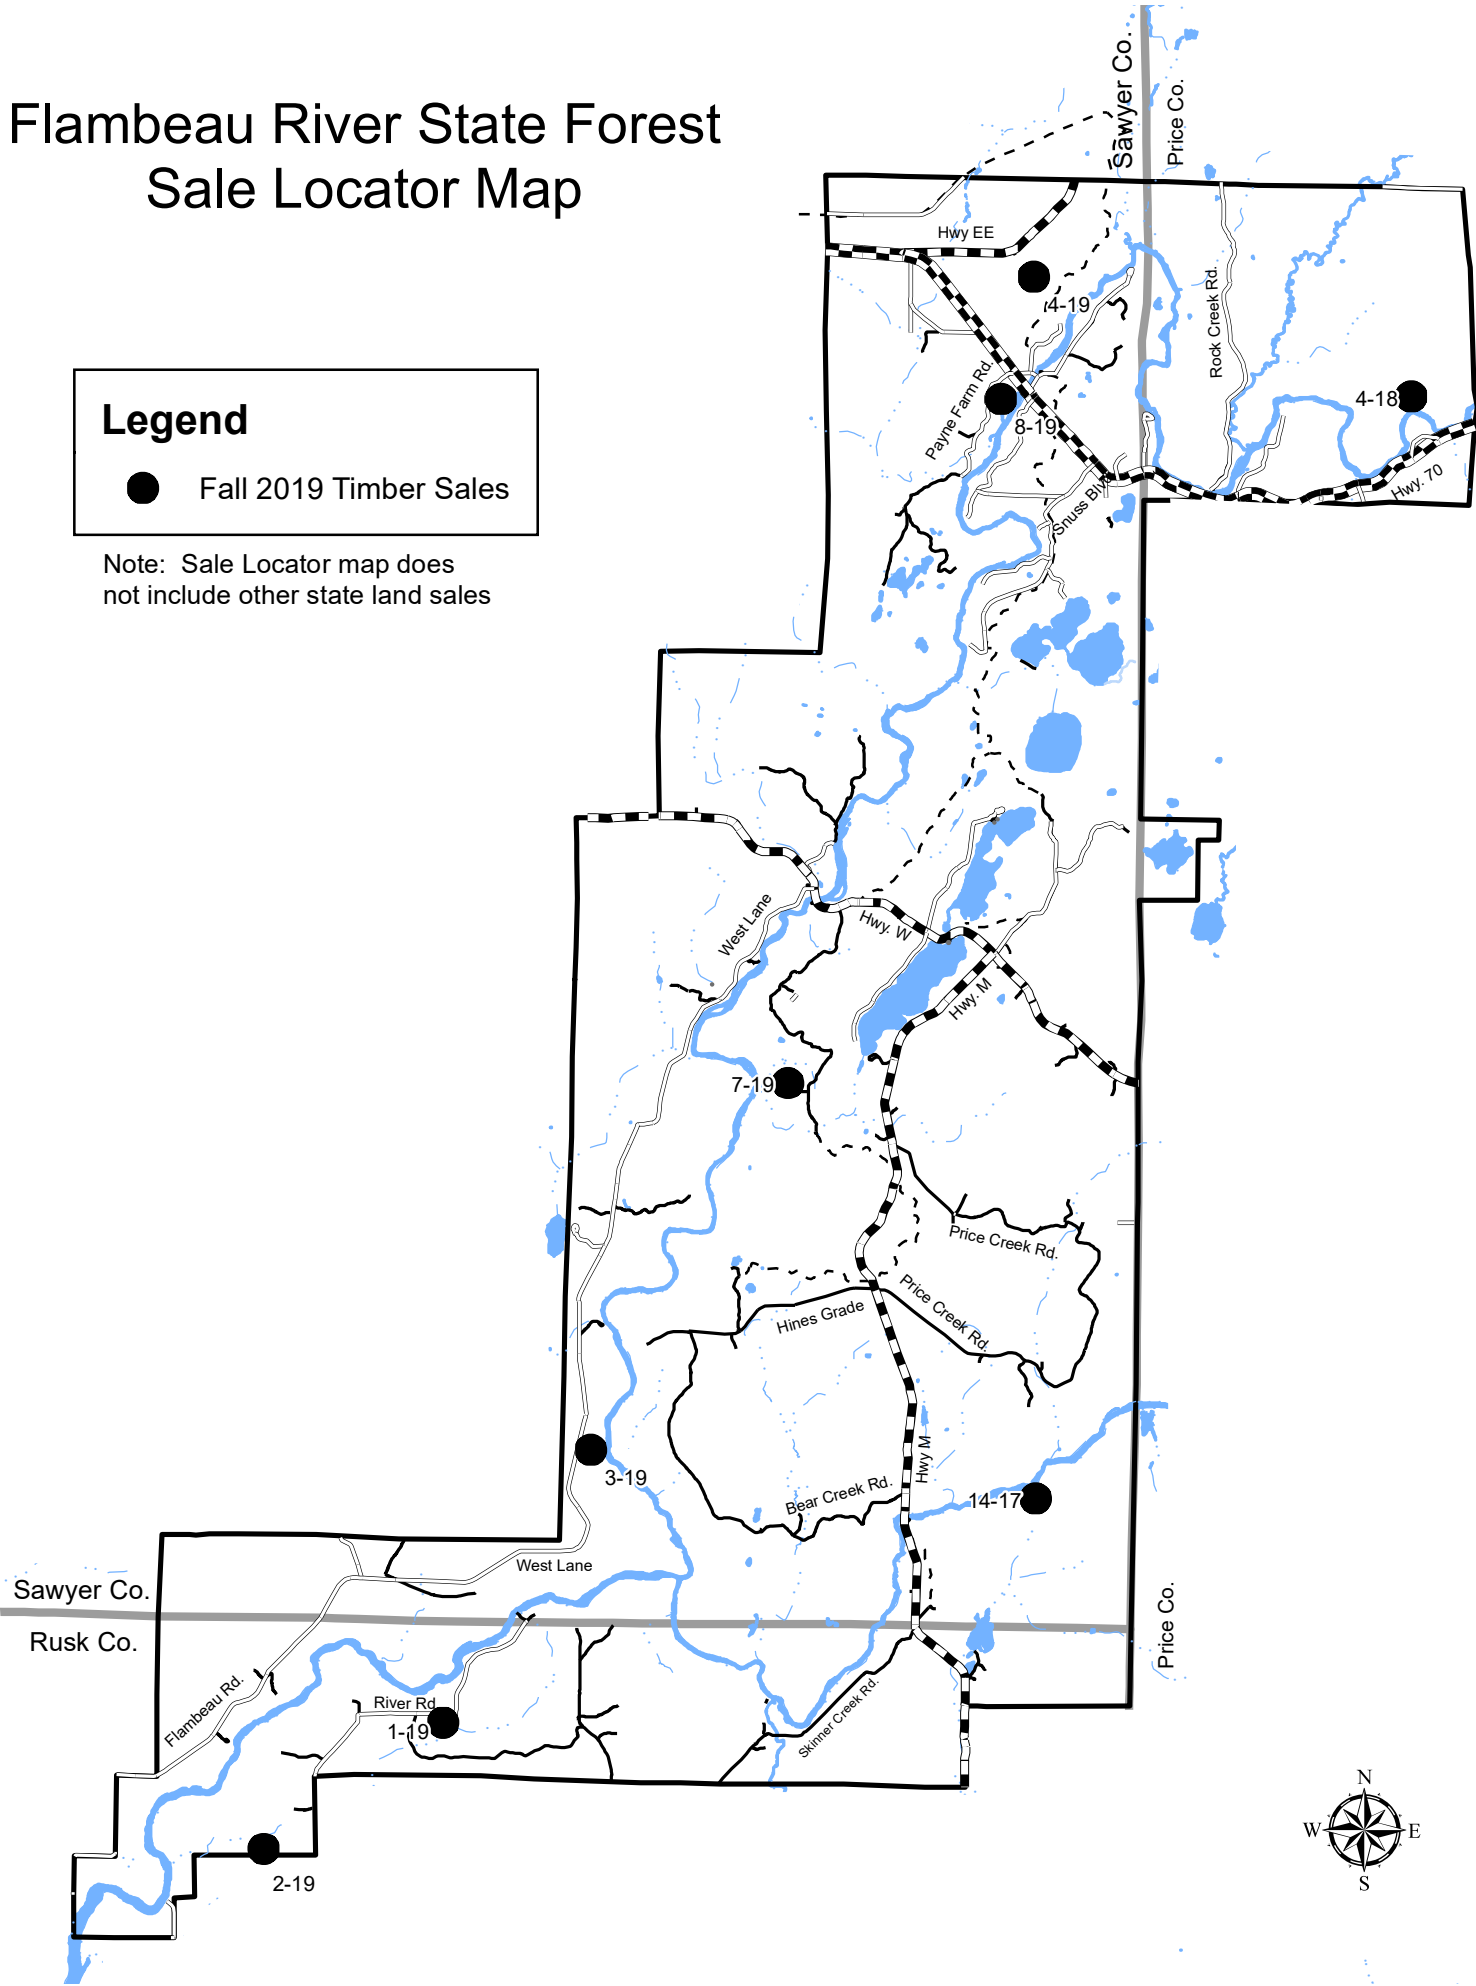 Flambeau River State Forest
Sale Locator Map
Sawyer Co.
Price Co.
Hwy EE
4-19
Rock Creek Rd.
Payne Farm Rd.
8-19
4-18
Hwy. 70
Snuss Blvd
Legend
Fall 2019 Timber Sales
Note: Sale Locator map does
not include other state land sales
West Lane
Hwy. W
Hwy. M
7-19
Price Creek Rd.
Price Creek Rd.
Hines Grade
Hwy M
3-19
Bear Creek Rd.
14-17
West Lane
Sawyer Co.
Rusk Co.
Price Co.
Flambeau Rd.
River Rd
1-19
Skinner Creek Rd.
2-19
N
W
E
S